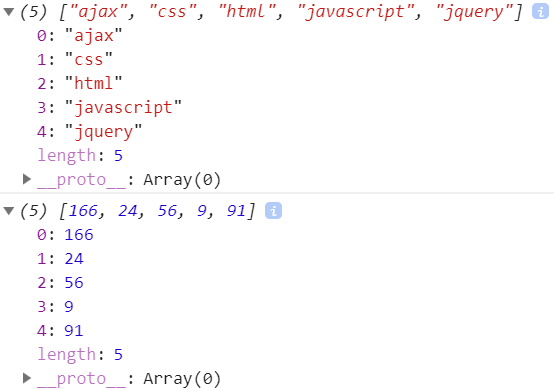 (5) ["ajax", "css", "html", "javascript", "jquery"] i
0: "ajax"
1: "css"
2: "html"
3: "javascript"
4: "jquery"
length: 5
__proto__: Array(0)
(5) [166, 24, 56, 9, 91] i
0: 166
1: 24
2: 56
3: 9
4: 91
length: 5
__proto__: Array(0)